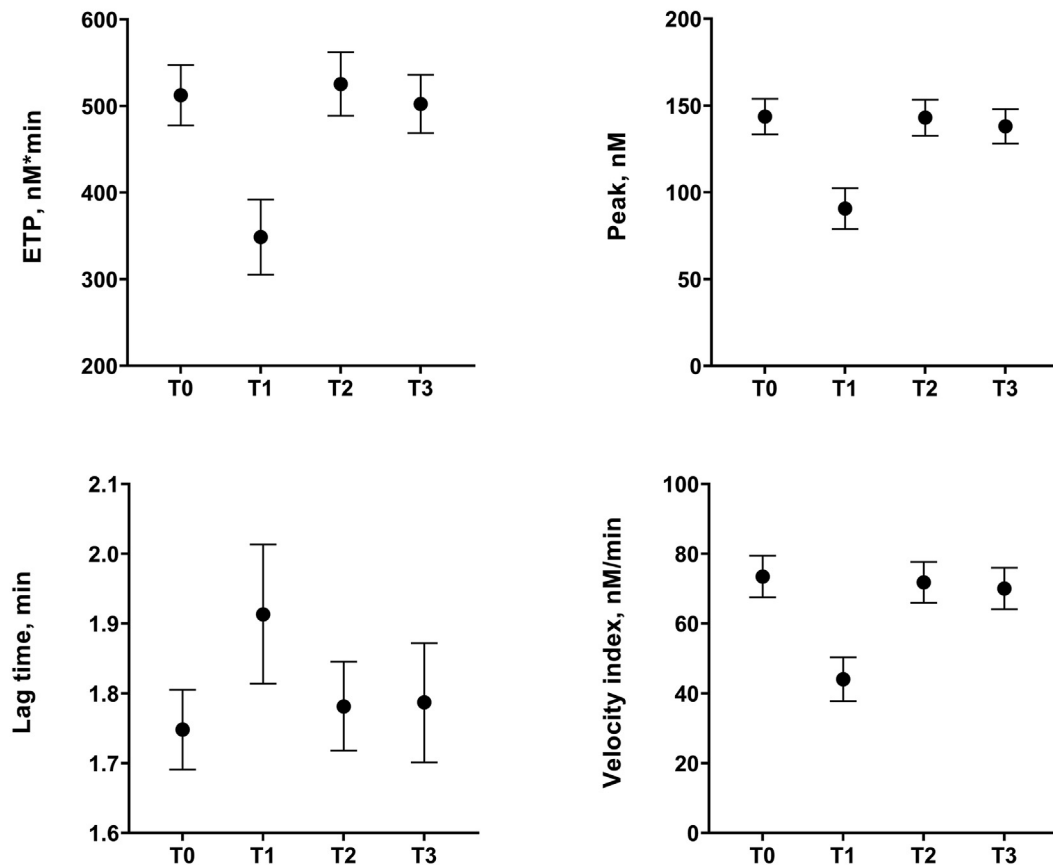 ETP, nM*min
600
500
400
300
200
T0 T1 T2 T3
Peak, nM
200
150
100
50
0
T0 T1 T2 T3
Lag time, min
2.1
2.0
1.9
1.8
1.7
1.6
T0 T1 T2 T3
Velocity index, nM/min
100
80
60
40
20
0
T0 T1 T2 T3